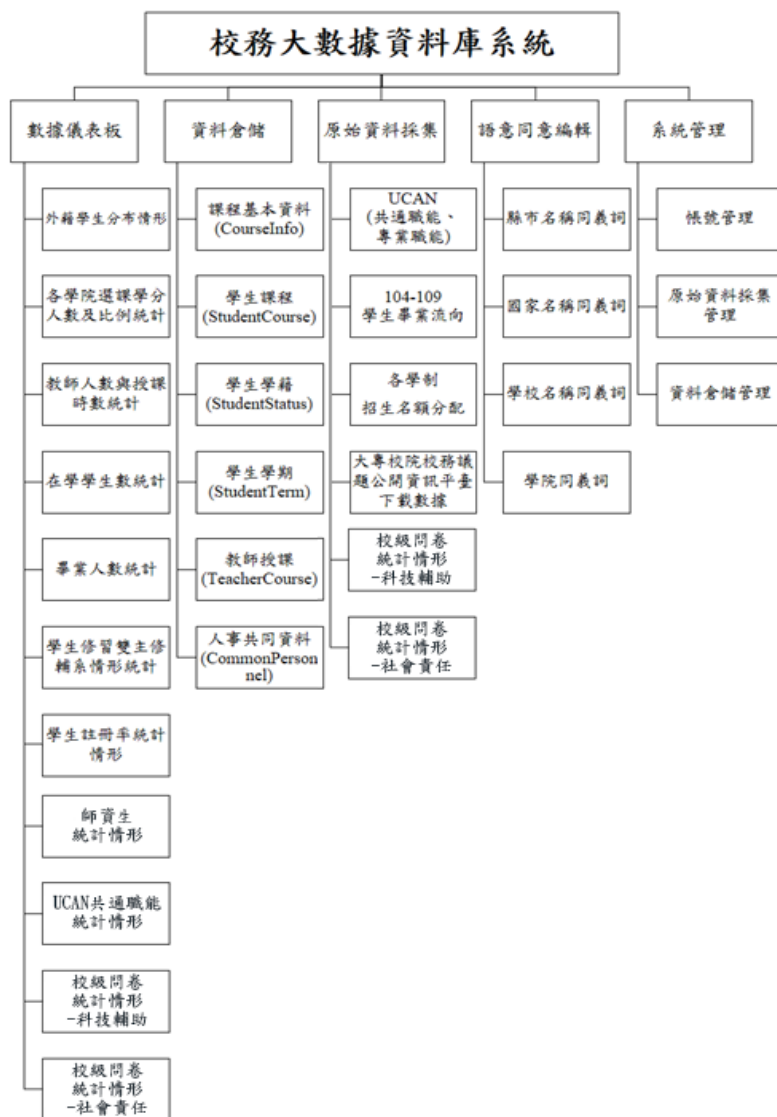 校務大數據資料庫系統
數據儀表板
資料倉儲
原始資料採集
語意同意編輯
系統管理
外籍學生分布情形
各學院選課學分
人數及比例統計
教師人數與授課
時數統計
在學學生數統計
畢業人數統計
學生修習雙主修
輔系情形統計
學生註冊率統計
情形
師資生
統計情形
UCAN共通職能
統計情形
校級問卷
統計情形
-科技輔助
校級問卷
統計情形
-社會責任
課程基本資料
(CourseInfo)
學生課程
(StudentCourse)
學生學籍
(StudentStatus)
學生學期
(StudentTerm)
教師授課
(TeacherCourse)
人事共同資料
(CommonPerson
nel)
UCAN
(共通職能、
專業職能)
104-109
學生畢業流向
各學制
招生名額分配
大專校院校務議
題公開資訊平臺
下載數據
校級問卷
統計情形
-科技輔助
校級問卷
統計情形
-社會責任
縣市名稱同義詞
國家名稱同義詞
學校名稱同義詞
學院同義詞
帳號管理
原始資料採集
管理
資料倉儲管理